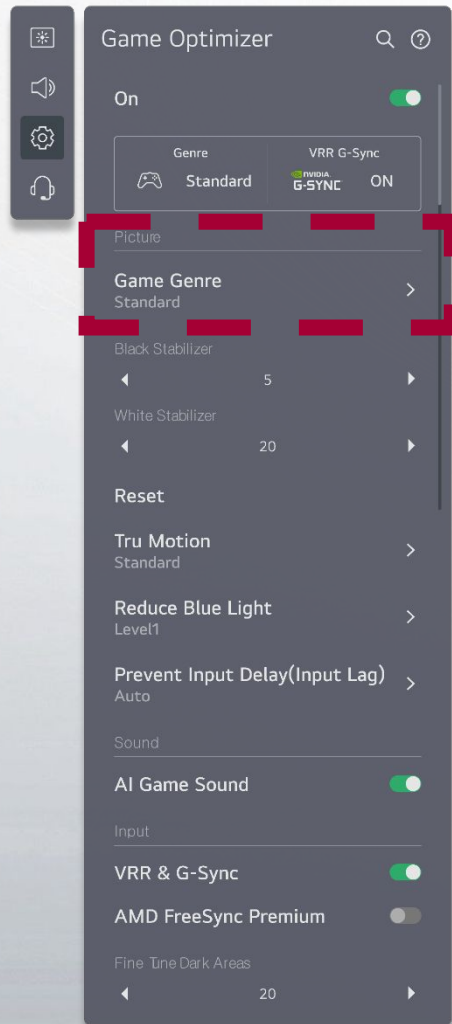 Game Optimizer
On
Genre
VRR G-Sync
Standard
NVIDIA.
G-SYNC
ON
Picture
Game Genre
Standard
Black Stabilizer
5
White Stabilizer
20
Reset
Tru Motion
Standard
Reduce Blue Light
Level1
Prevent Input Delay(Input Lag)
Auto
Sound
AI Game Sound
Input
VRR & G-Sync
AMD FreeSync Premium
Fine Tune Dark Areas
20